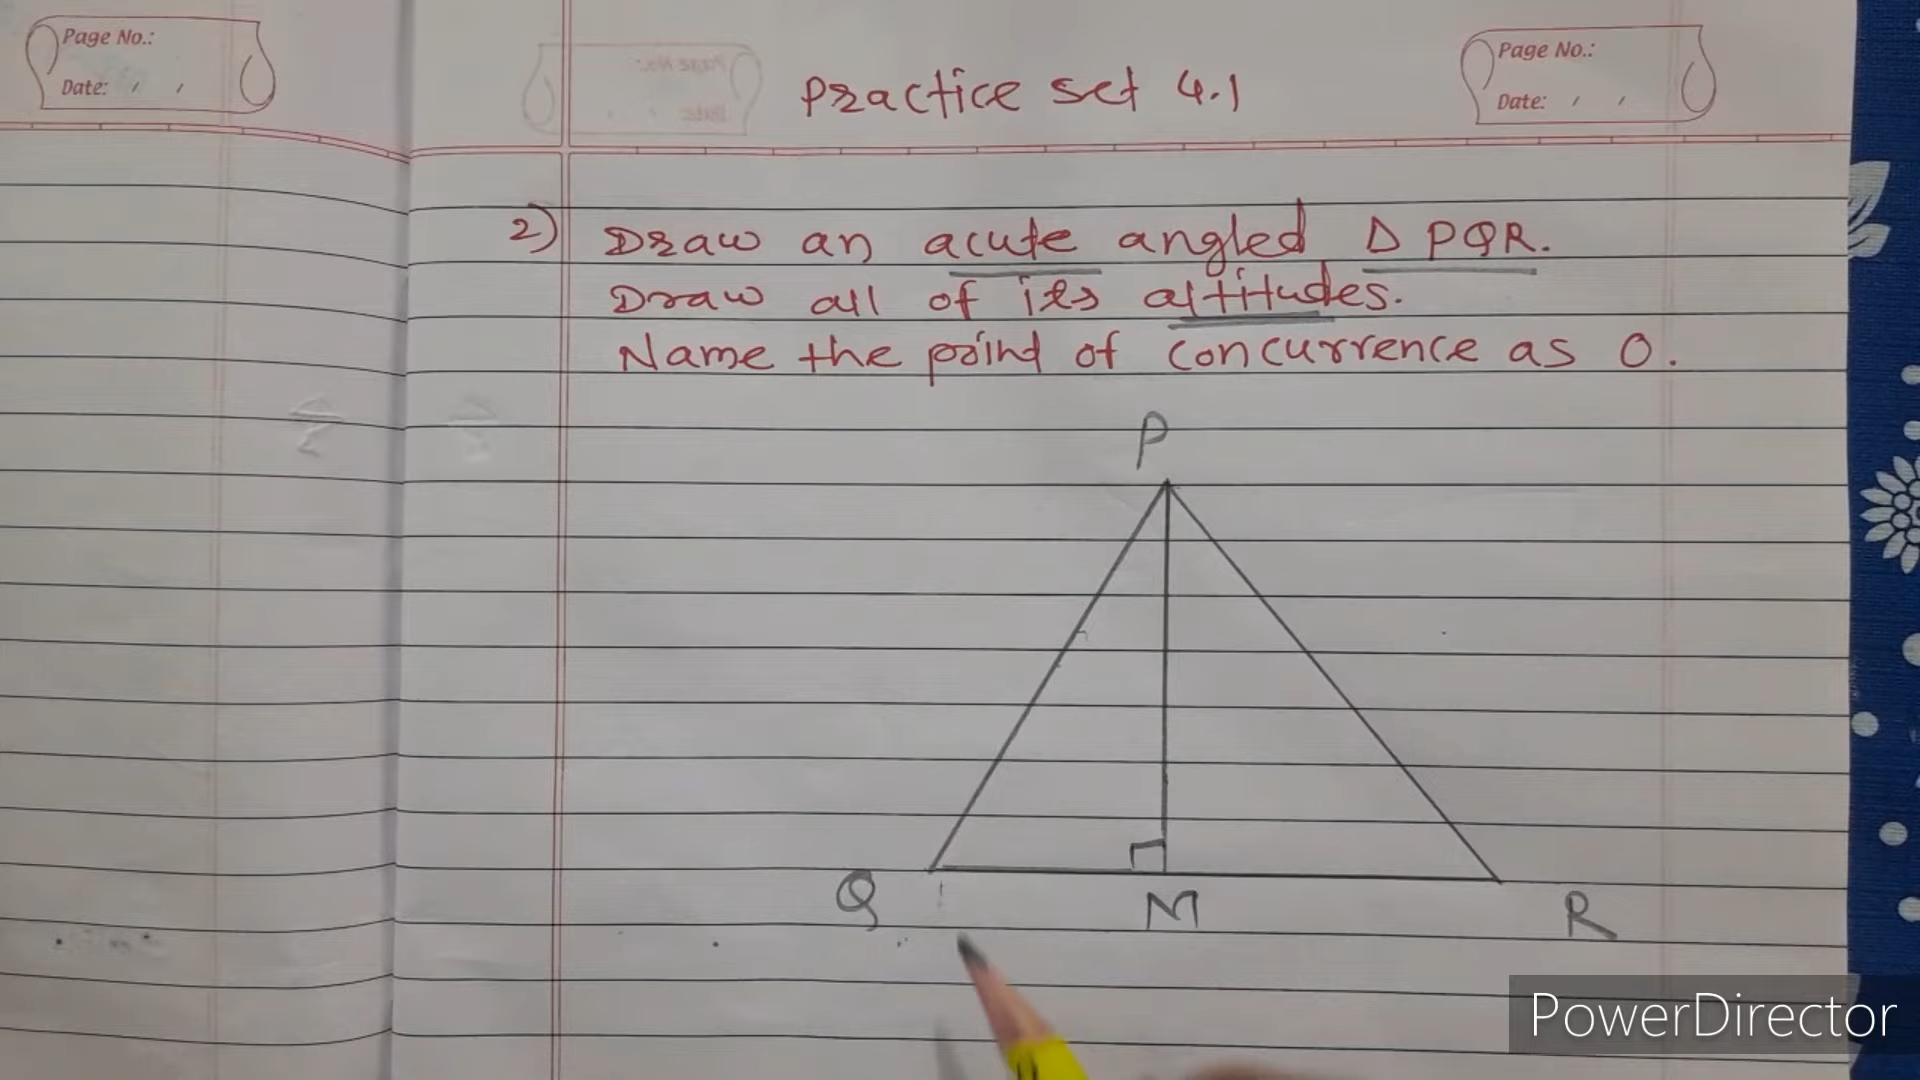 Page No.:
Date: / /
Page No.:
Date: / /
Practice set 4.1
2) Draw an acute angled Δ PQR.
Draw all of its altitudes.
Name the point of concurrence as O.
P
Q
M
R
PowerDirector